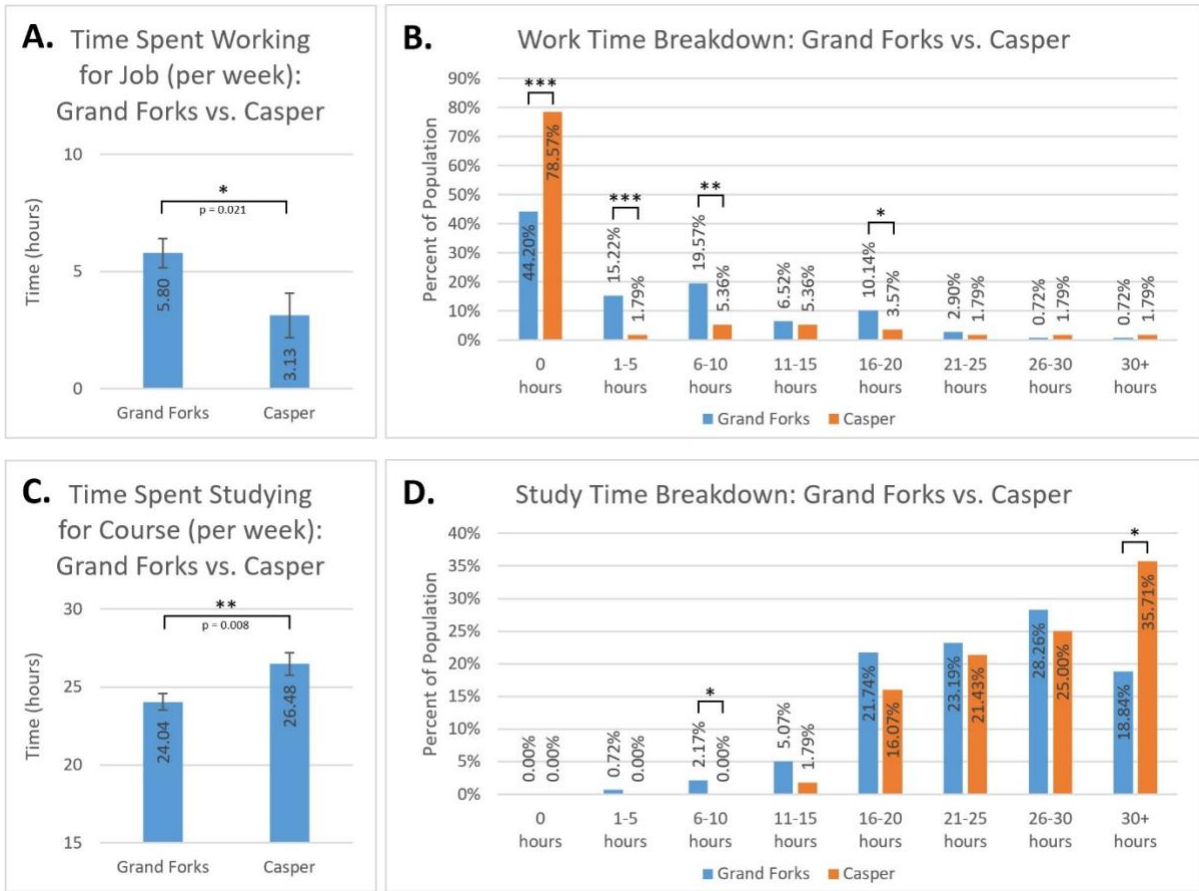 A. Time Spent Working
for Job (per week):
Grand Forks vs. Casper
10
*
p = 0.021
Time (hours)
5
5.80
3.13
0
Grand Forks Casper
B. Work Time Breakdown: Grand Forks vs. Casper
Percent of Population
90%
80%
70%
60%
50%
40%
30%
20%
10%
0%
***
44.20% 78.57%
***
15.22% 1.79%
**
19.57% 5.36%
6.52% 5.36%
*
10.14% 3.57%
2.90% 1.79%
0.72% 1.79%
0.72% 1.79%
0 1-5 6-10 11-15 16-20 21-25 26-30 30+
hours hours hours hours hours hours hours hours
Grand Forks Casper
C. Time Spent Studying
for Course (per week):
Grand Forks vs. Casper
30
**
p = 0.008
Time (hours)
25
24.04
26.48
20
15
Grand Forks Casper
D. Study Time Breakdown: Grand Forks vs. Casper
Percent of Population
40%
35%
30%
25%
20%
15%
10%
5%
0%
0.00% 0.00%
0.72% 0.00%
*
2.17% 0.00%
5.07% 1.79%
21.74% 16.07%
23.19% 21.43%
28.26% 25.00%
*
18.84% 35.71%
0 1-5 6-10 11-15 16-20 21-25 26-30 30+
hours hours hours hours hours hours hours hours
Grand Forks Casper